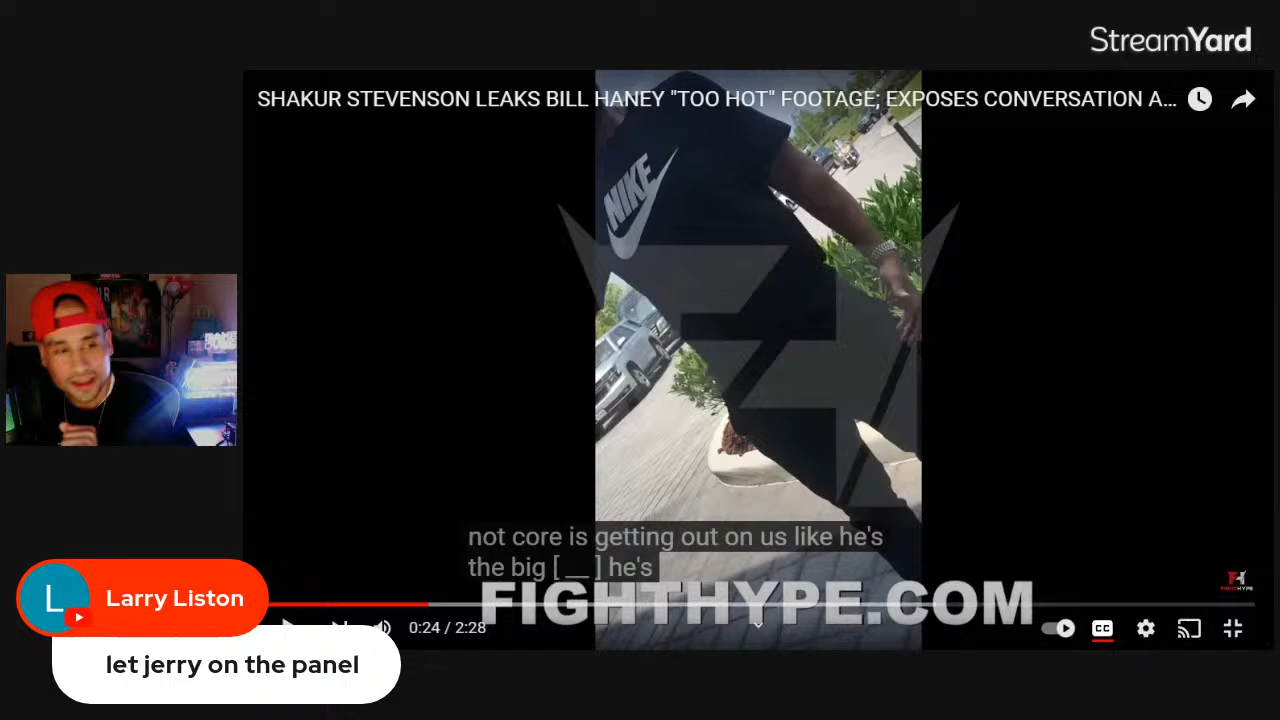 StreamYard
SHAKUR STEVENSON LEAKS BILL HANEY "TOO HOT" FOOTAGE; EXPOSES CONVERSATION A...
NIKE
not core is getting out on us like he's
the big [ __ ] he's
FIGHTHYPE.COM
L
Larry Liston
let jerry on the panel
0:24 / 2:28
CC